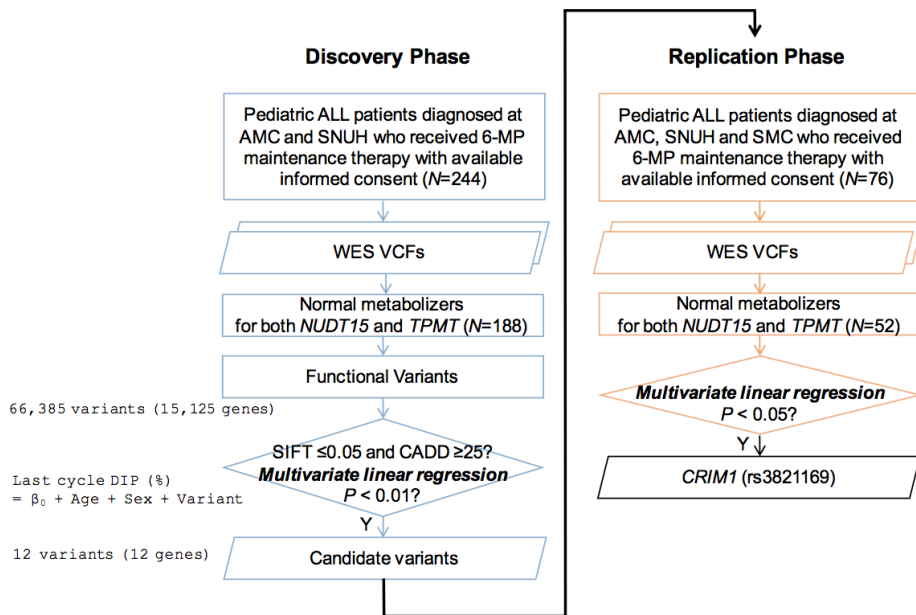 Discovery Phase
Pediatric ALL patients diagnosed at
AMC and SNUH who received 6-MP
maintenance therapy with available
informed consent (N=244)
WES VCFs
Normal metabolizers
for both NUDT15 and TPMT (N=188)
Functional Variants
66,385 variants (15,125 genes)
SIFT ≤0.05 and CADD ≥25?
Multivariate linear regression
P < 0.01?
Last cycle DIP (%)
= β₀ + Age + Sex + Variant
Y
12 variants (12 genes)
Candidate variants
Replication Phase
Pediatric ALL patients diagnosed at
AMC, SNUH and SMC who received
6-MP maintenance therapy with
available informed consent (N=76)
WES VCFs
Normal metabolizers
for both NUDT15 and TPMT (N=52)
Multivariate linear regression
P < 0.05?
Y
CRIM1 (rs3821169)